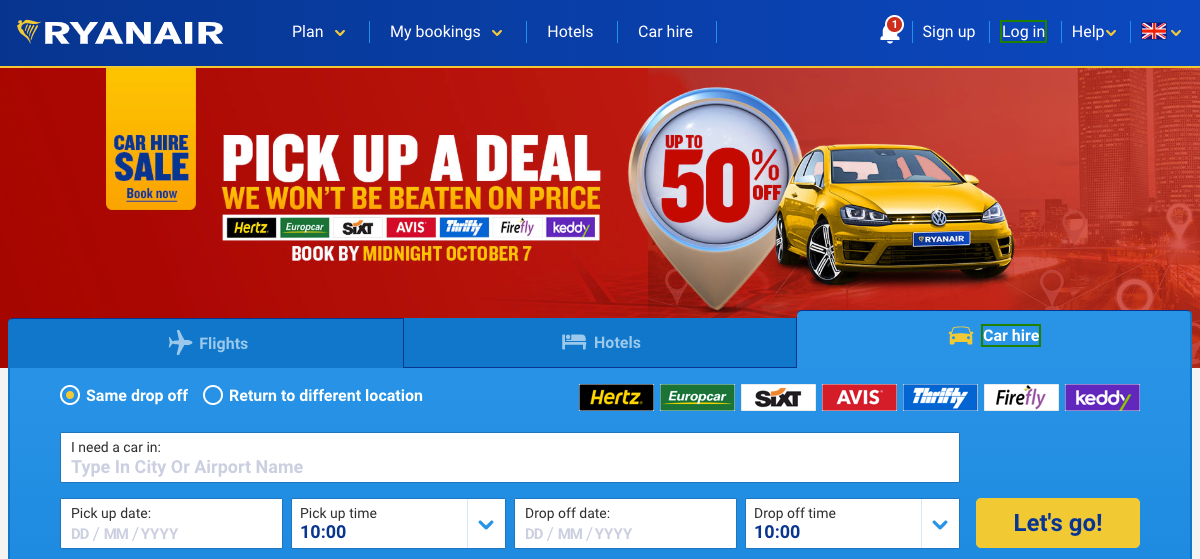 RYANAIR
Plan
My bookings
Hotels
Car hire
1
Sign up
Log in
Help
CAR HIRE
SALE
Book now
PICK UP A DEAL
WE WON'T BE BEATEN ON PRICE
Hertz Europcar SIXT AVIS Thrifty Firefly keddy
BOOK BY MIDNIGHT OCTOBER 7
UP TO
50% OFF
RYANAIR
Flights
Hotels
Car hire
Same drop off
Return to different location
Hertz Europcar SIXT AVIS Thrifty Firefly keddy
I need a car in:
Type In City Or Airport Name
Pick up date:
DD / MM / YYYY
Pick up time
10:00
Drop off date:
DD / MM / YYYY
Drop off time
10:00
Let's go!